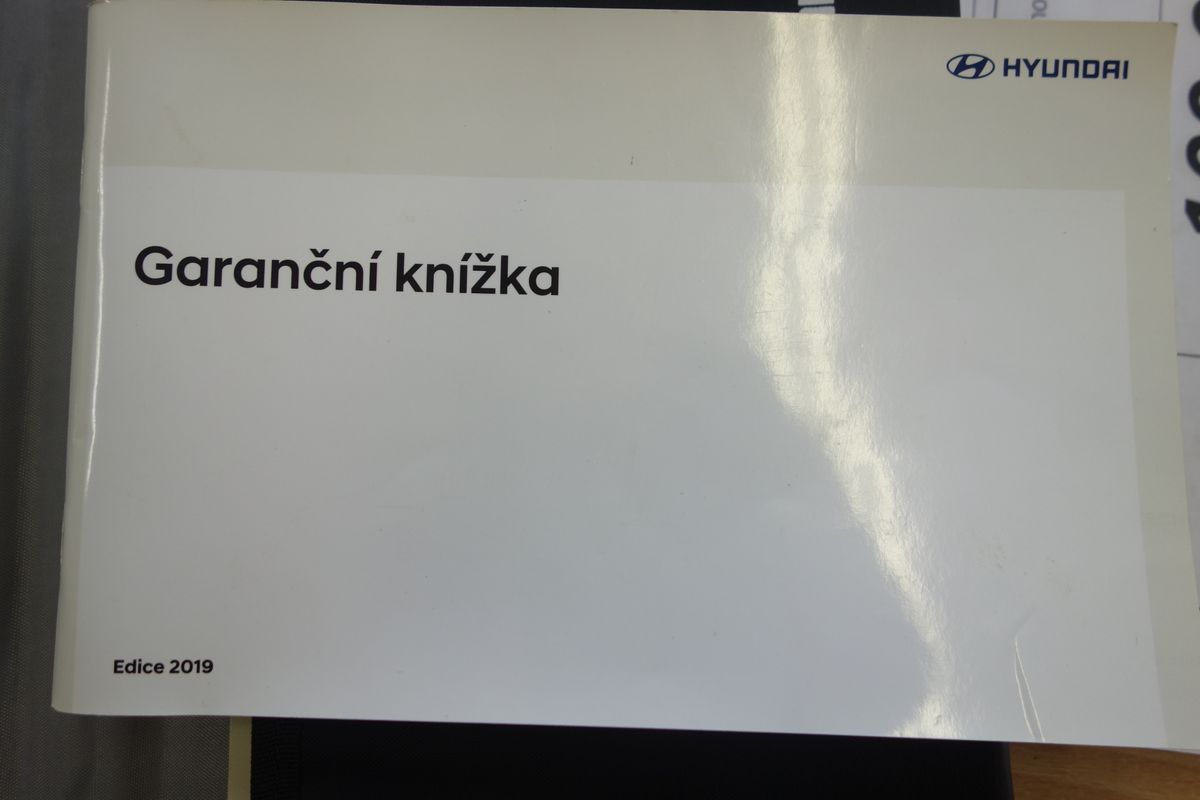 HYUNDAI
Garanční knížka
Edice 2019